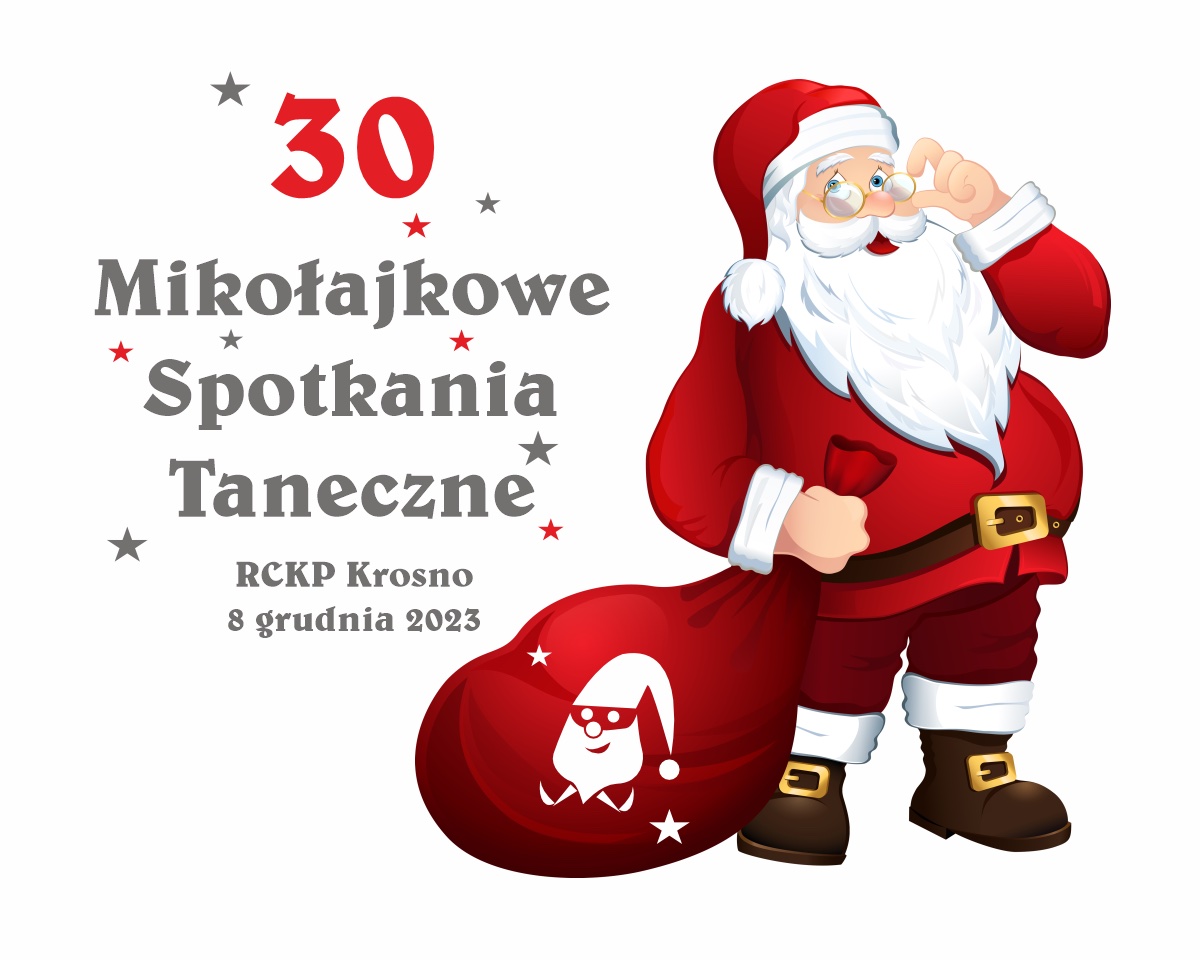 30
Mikołajkowe
Spotkania
Taneczne
RCKP Krosno
8 grudnia 2023